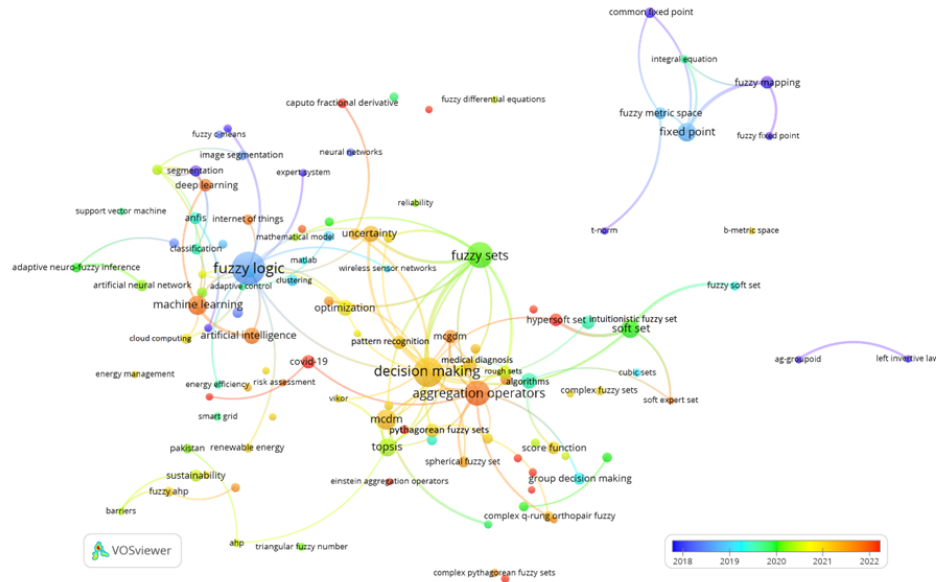 common fixed point
integral equation
fuzzy mapping
caputo fractional derivative
fuzzy differential equations
fuzzy metric space
fixed point
fuzzy c-means
fuzzy fixed point
neural networks
image segmentation
segmentation
expert system
deep learning
support vector machine
reliability
anfis
internet of things
t-norm
b-metric space
mathematical model
uncertainty
classification
fuzzy sets
matlab
adaptive neuro-fuzzy inference
fuzzy logic
wireless sensor networks
clustering
artificial neural network
adaptive control
fuzzy soft set
machine learning
optimization
hypersoft set
intuitionistic fuzzy set
soft set
artificial intelligence
mcgdm
cloud computing
pattern recognition
covid-19
medical diagnosis
ag-groupoid
left invertive law
energy management
decision making
rough sets
cubic sets
risk assessment
algorithms
energy efficiency
aggregation operators
complex fuzzy sets
vikor
soft expert set
smart grid
mcdm
pythagorean fuzzy sets
pakistan
renewable energy
topsis
score function
spherical fuzzy set
sustainability
einstein aggregation operators
group decision making
fuzzy ahp
barriers
complex q-rung orthopair fuzzy
ahp
triangular fuzzy number
VOSviewer
2018 2019 2020 2021 2022
complex pythagorean fuzzy sets